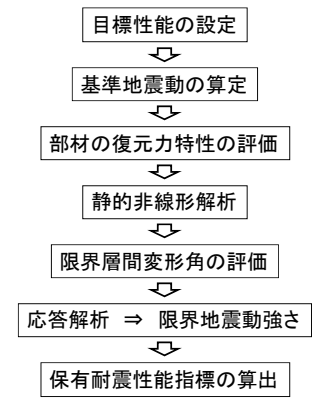 目標性能の設定
基準地震動の算定
部材の復元力特性の評価
静的非線形解析
限界層間変形角の評価
応答解析 ⇒ 限界地震動強さ
保有耐震性能指標の算出